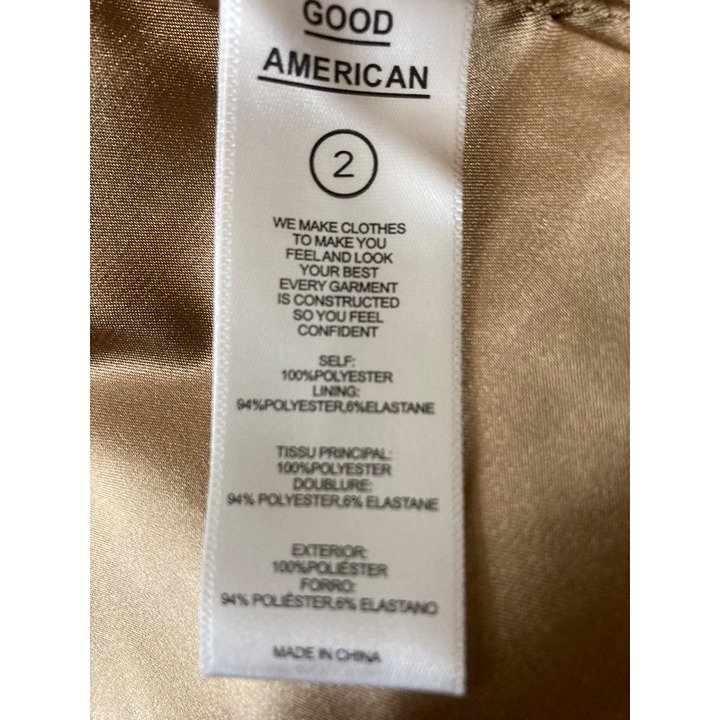 GOOD
AMERICAN
2
WE MAKE CLOTHES
TO MAKE YOU
FEEL AND LOOK
YOUR BEST
EVERY GARMENT
IS CONSTRUCTED
SO YOU FEEL
CONFIDENT
SELF:
100%POLYESTER
LINING:
94%POLYESTER,6%ELASTANE
TISSU PRINCIPAL:
100%POLYESTER
DOUBLURE:
94% POLYESTER,6% ELASTANE
EXTERIOR:
100%POLIÉSTER
FORRO:
94% POLIÉSTER,6% ELASTANO
MADE IN CHINA